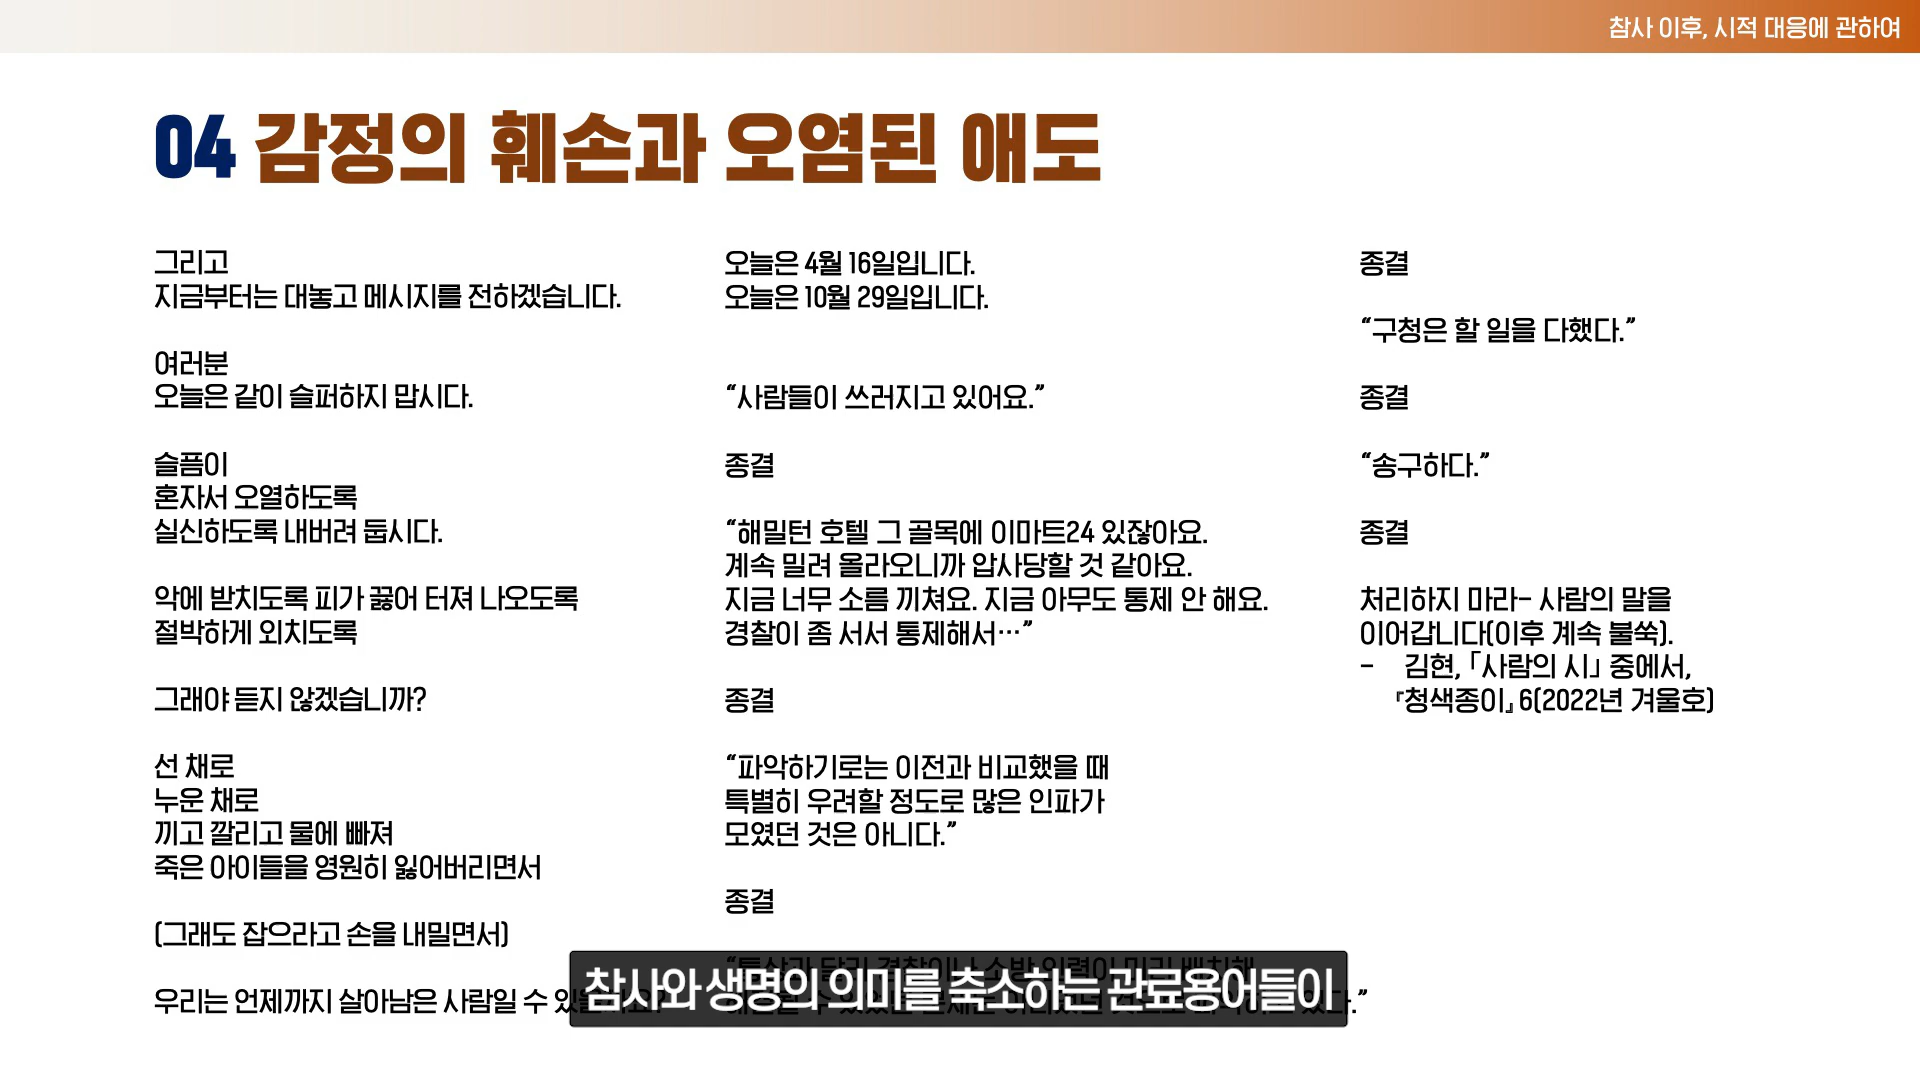 참사 이후, 시적 대응에 관하여
04 감정의 훼손과 오염된 애도
그리고
지금부터는 대놓고 메시지를 전하겠습니다.
여러분
오늘은 같이 슬퍼하지 맙시다.
슬픔이
혼자서 오열하도록
실신하도록 내버려 둡시다.
악에 받치도록 피가 끓어 터져 나오도록
절박하게 외치도록
그래야 듣지 않겠습니까?
선 채로
누운 채로
끼고 깔리고 물에 빠져
죽은 아이들을 영원히 잃어버리면서
(그래도 잡으라고 손을 내밀면서)
우리는 언제까지 살아남은 사람일 수
오늘은 4월 16일입니다.
오늘은 10월 29일입니다.
“사람들이 쓰러지고 있어요.”
종결
“해밀턴 호텔 그 골목에 이마트24 있잖아요.
계속 밀려 올라오니까 압사당할 것 같아요.
지금 너무 소름 끼쳐요. 지금 아무도 통제 안 해요.
경찰이 좀 서서 통제해서…”
종결
“파악하기로는 이전과 비교했을 때
특별히 우려할 정도로 많은 인파가
모였던 것은 아니다.”
종결
종결
“구청은 할 일을 다했다.”
종결
“송구하다.”
종결
처리하지 마라- 사람의 말을
이어갑니다(이후 계속 불쑥).
- 김현, 「사람의 시」 중에서,
『청색종이』 6(2022년 겨울호)
참사와 생명의 의미를 축소하는 관료용어들이